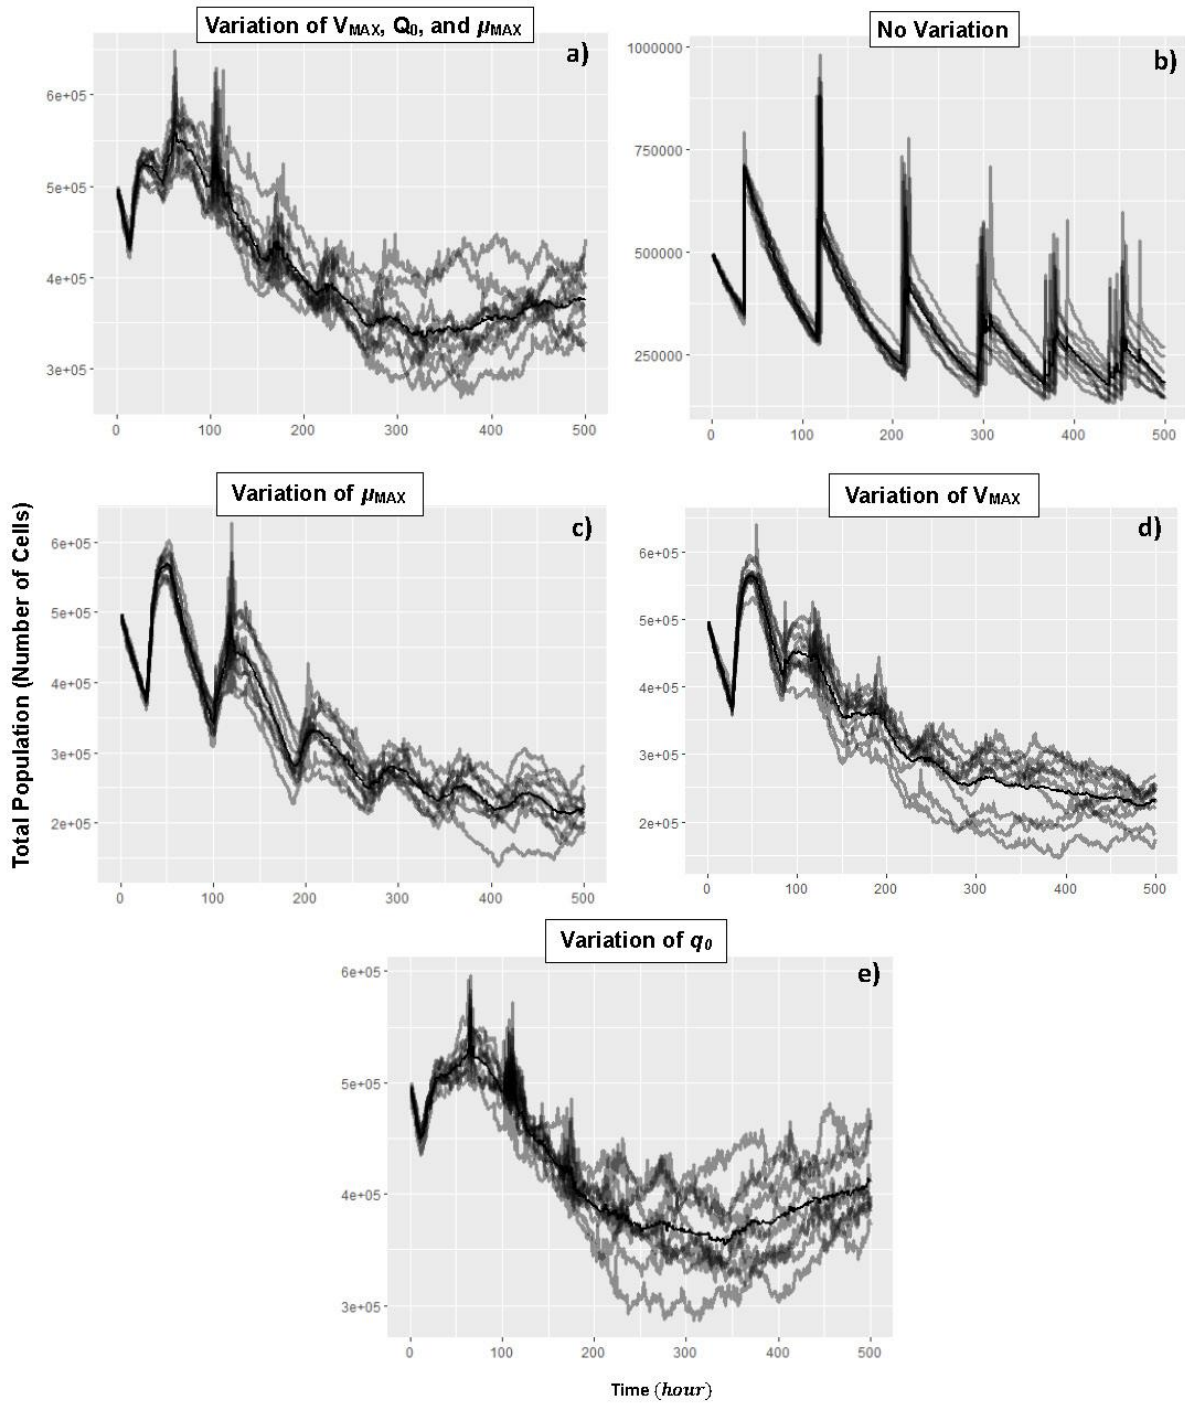 Variation of VMAX, Q0, and μMAX
a)
6e+05
5e+05
4e+05
3e+05
0 100 200 300 400 500
No Variation
b)
1000000
750000
500000
250000
0 100 200 300 400 500
Total Population (Number of Cells)
Variation of μMAX
c)
6e+05
5e+05
4e+05
3e+05
2e+05
0 100 200 300 400 500
Variation of VMAX
d)
6e+05
5e+05
4e+05
3e+05
2e+05
0 100 200 300 400 500
Variation of q0
e)
6e+05
5e+05
4e+05
3e+05
0 100 200 300 400 500
Time (hour)